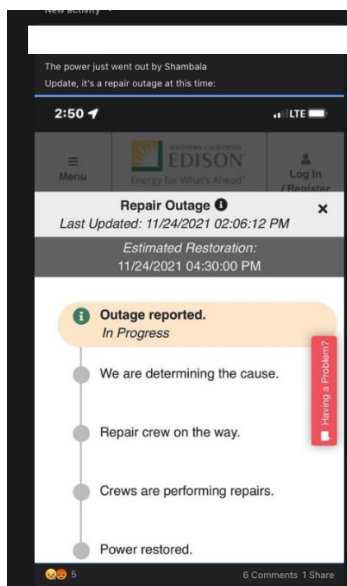 New activity
The power just went out by Shambala
Update, it's a repair outage at this time:
2:50
LTE
SOUTHERN CALIFORNIA
EDISON
Energy for What's Ahead®
Menu
Log In
/ Register
Repair Outage
Last Updated: 11/24/2021 02:06:12 PM
×
Estimated Restoration:
11/24/2021 04:30:00 PM
Outage reported.
In Progress
We are determining the cause.
Having a Problem?
Repair crew on the way.
Crews are performing repairs.
Power restored.
5
6 Comments 1 Share